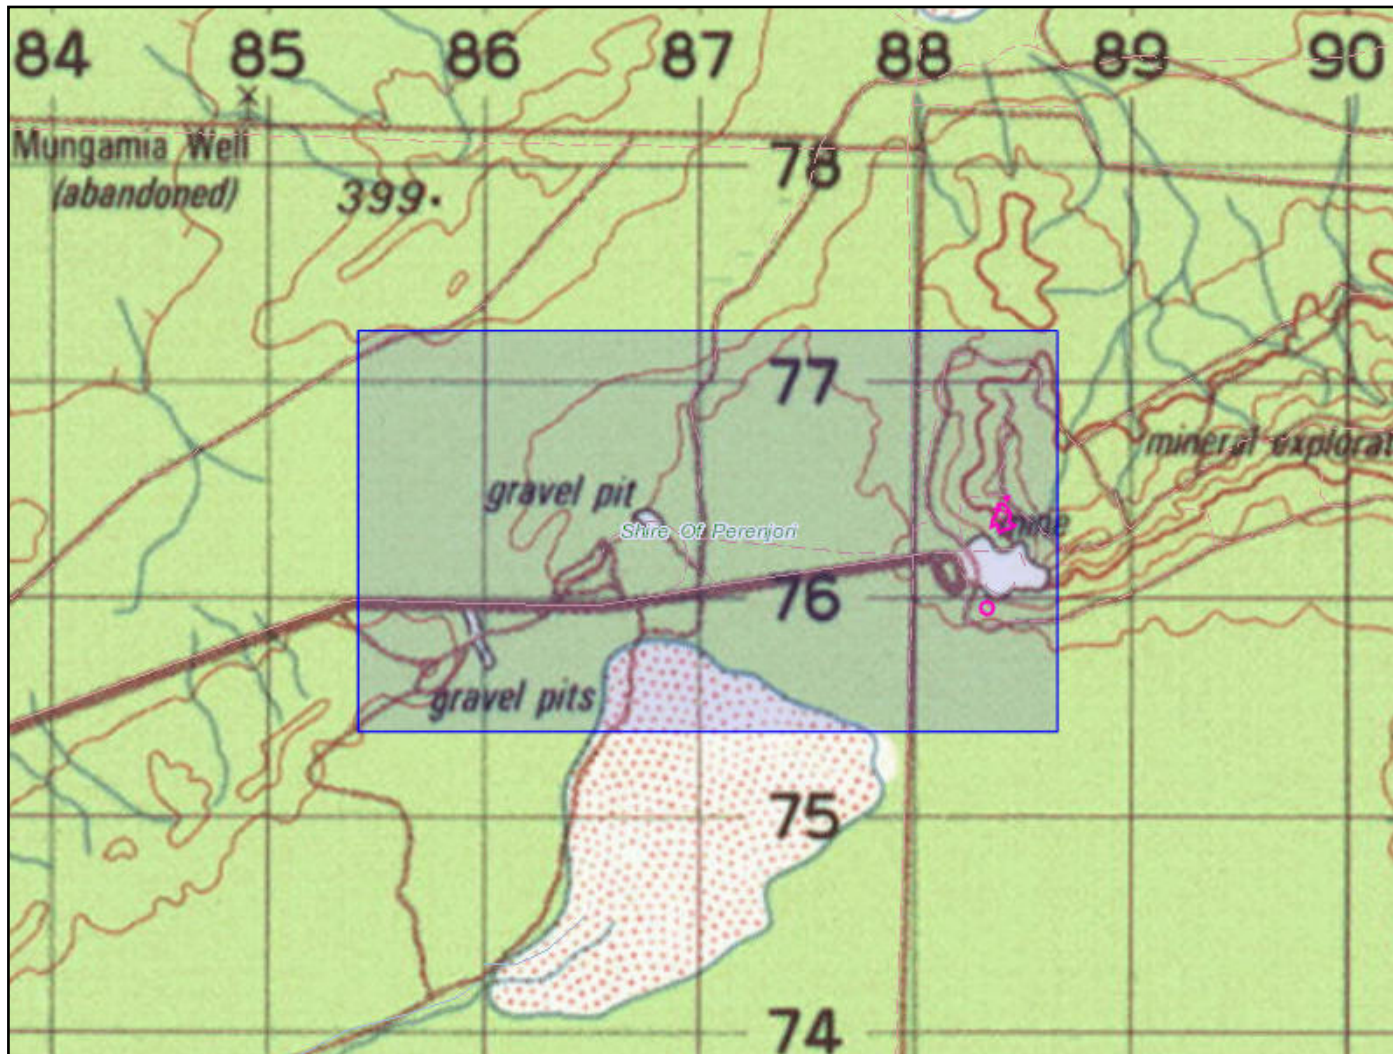 84 85 86 87 88 89 90
Mungamia Well
(abandoned)
399
78
77
mineral explorat
gravel pit
Shire Of Perenjori
mine
76
gravel pits
75
74